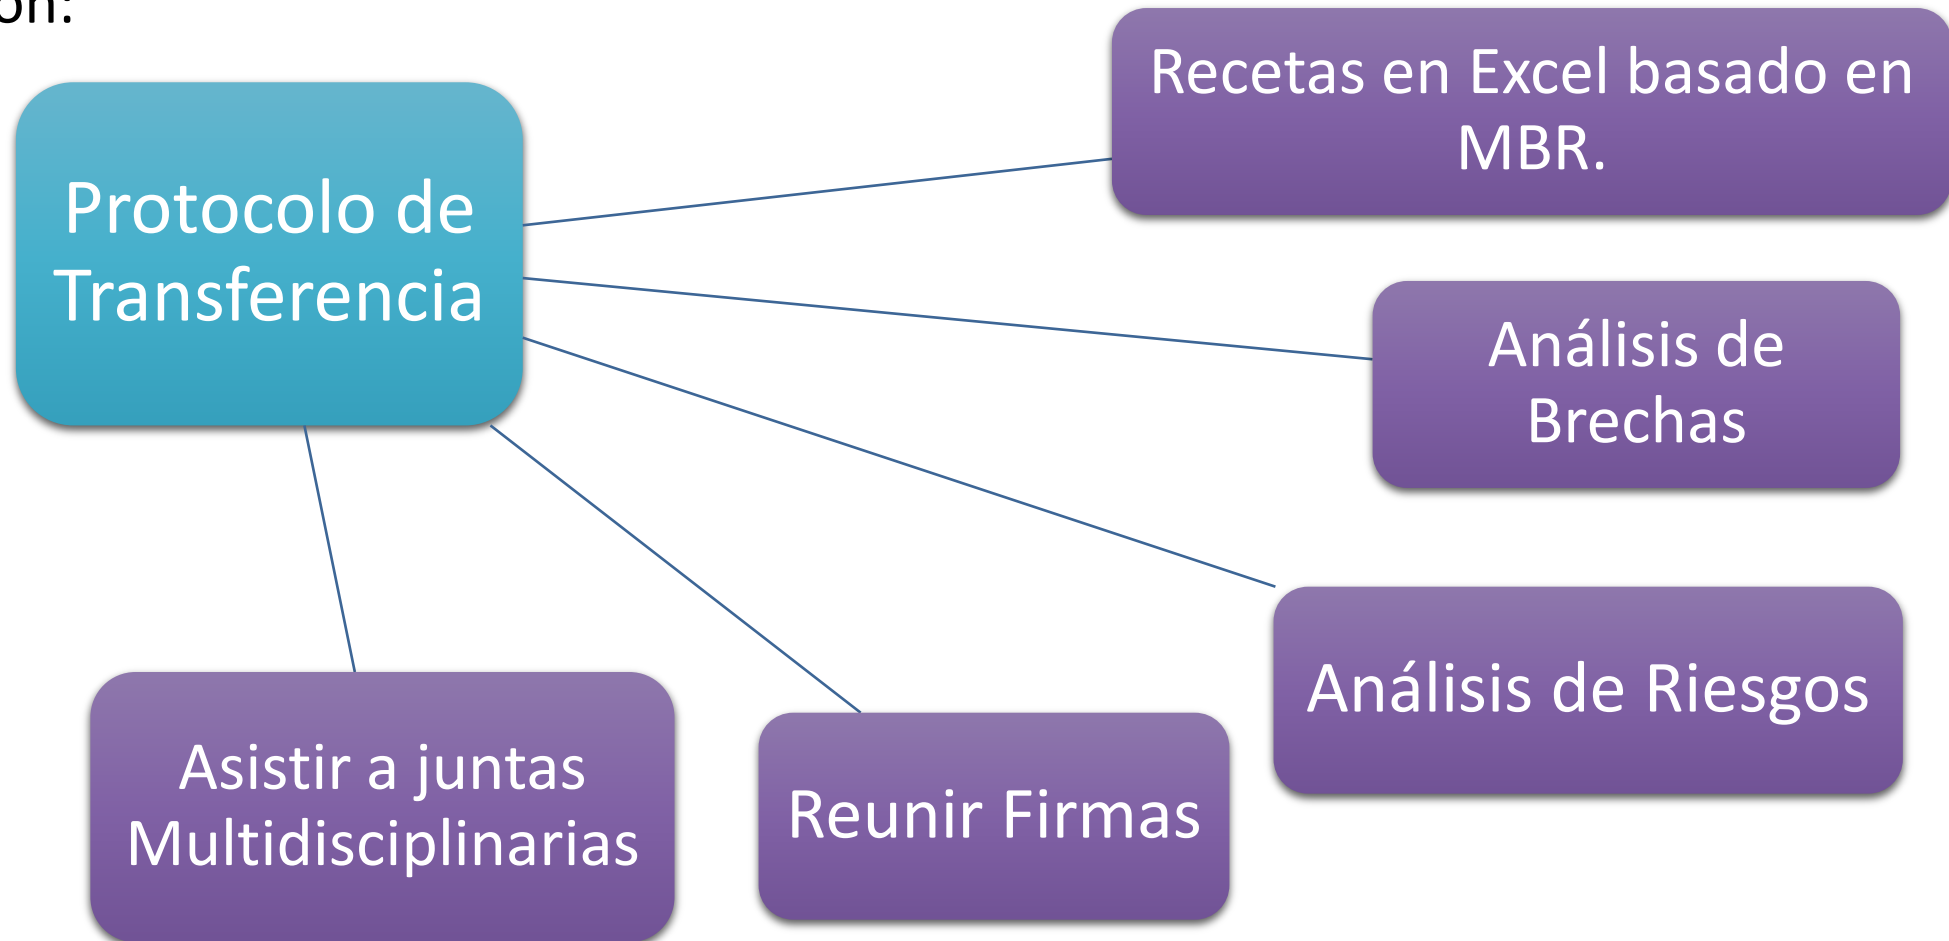 Protocolo de
Transferencia
Recetas en Excel basado en
MBR.
Análisis de
Brechas
Análisis de Riesgos
Reunir Firmas
Asistir a juntas
Multidisciplinarias